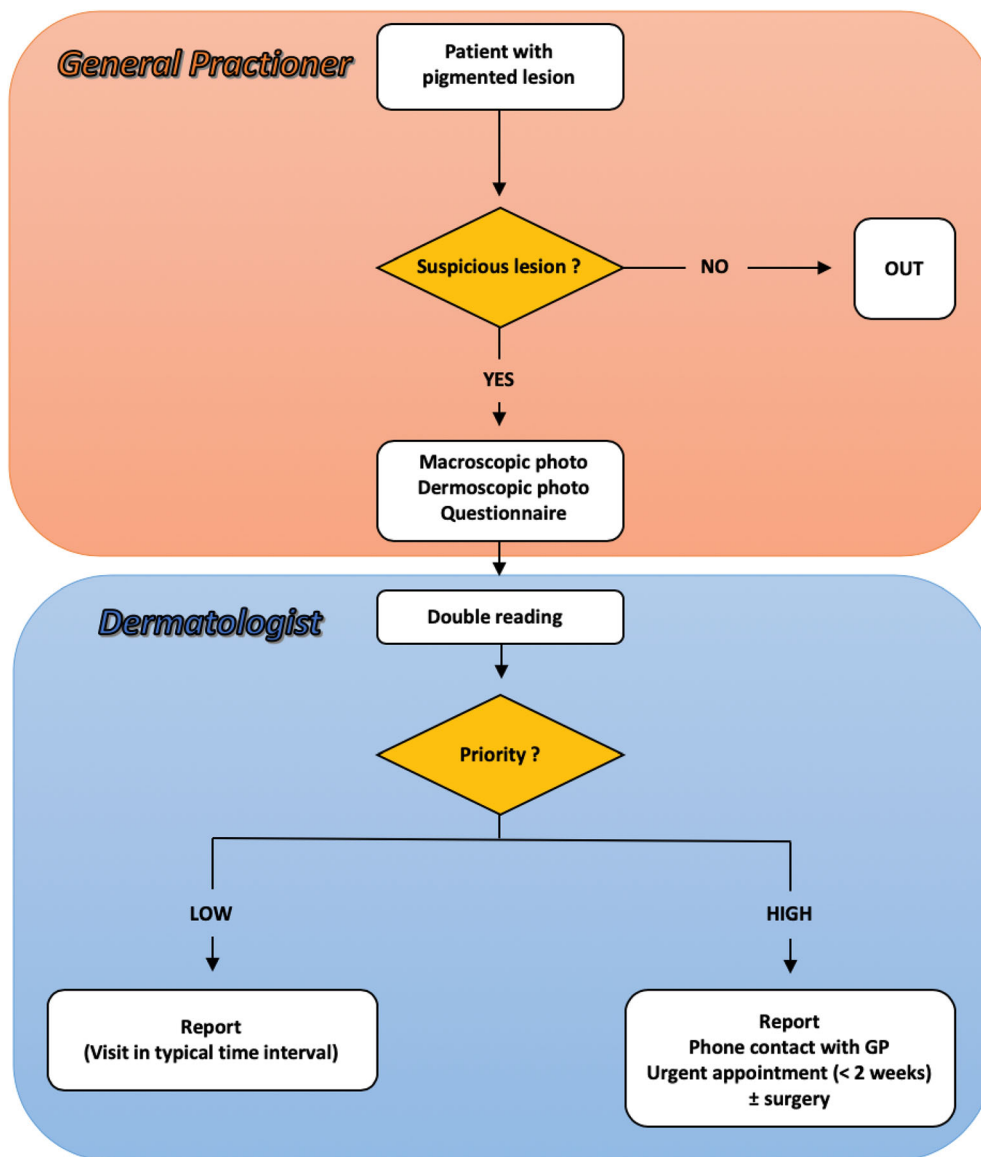 General Practioner
Patient with
pigmented lesion
Suspicious lesion ?
NO
OUT
YES
Macroscopic photo
Dermoscopic photo
Questionnaire
Dermatologist
Double reading
Priority ?
LOW
HIGH
Report
(Visit in typical time interval)
Report
Phone contact with GP
Urgent appointment (< 2 weeks)
± surgery